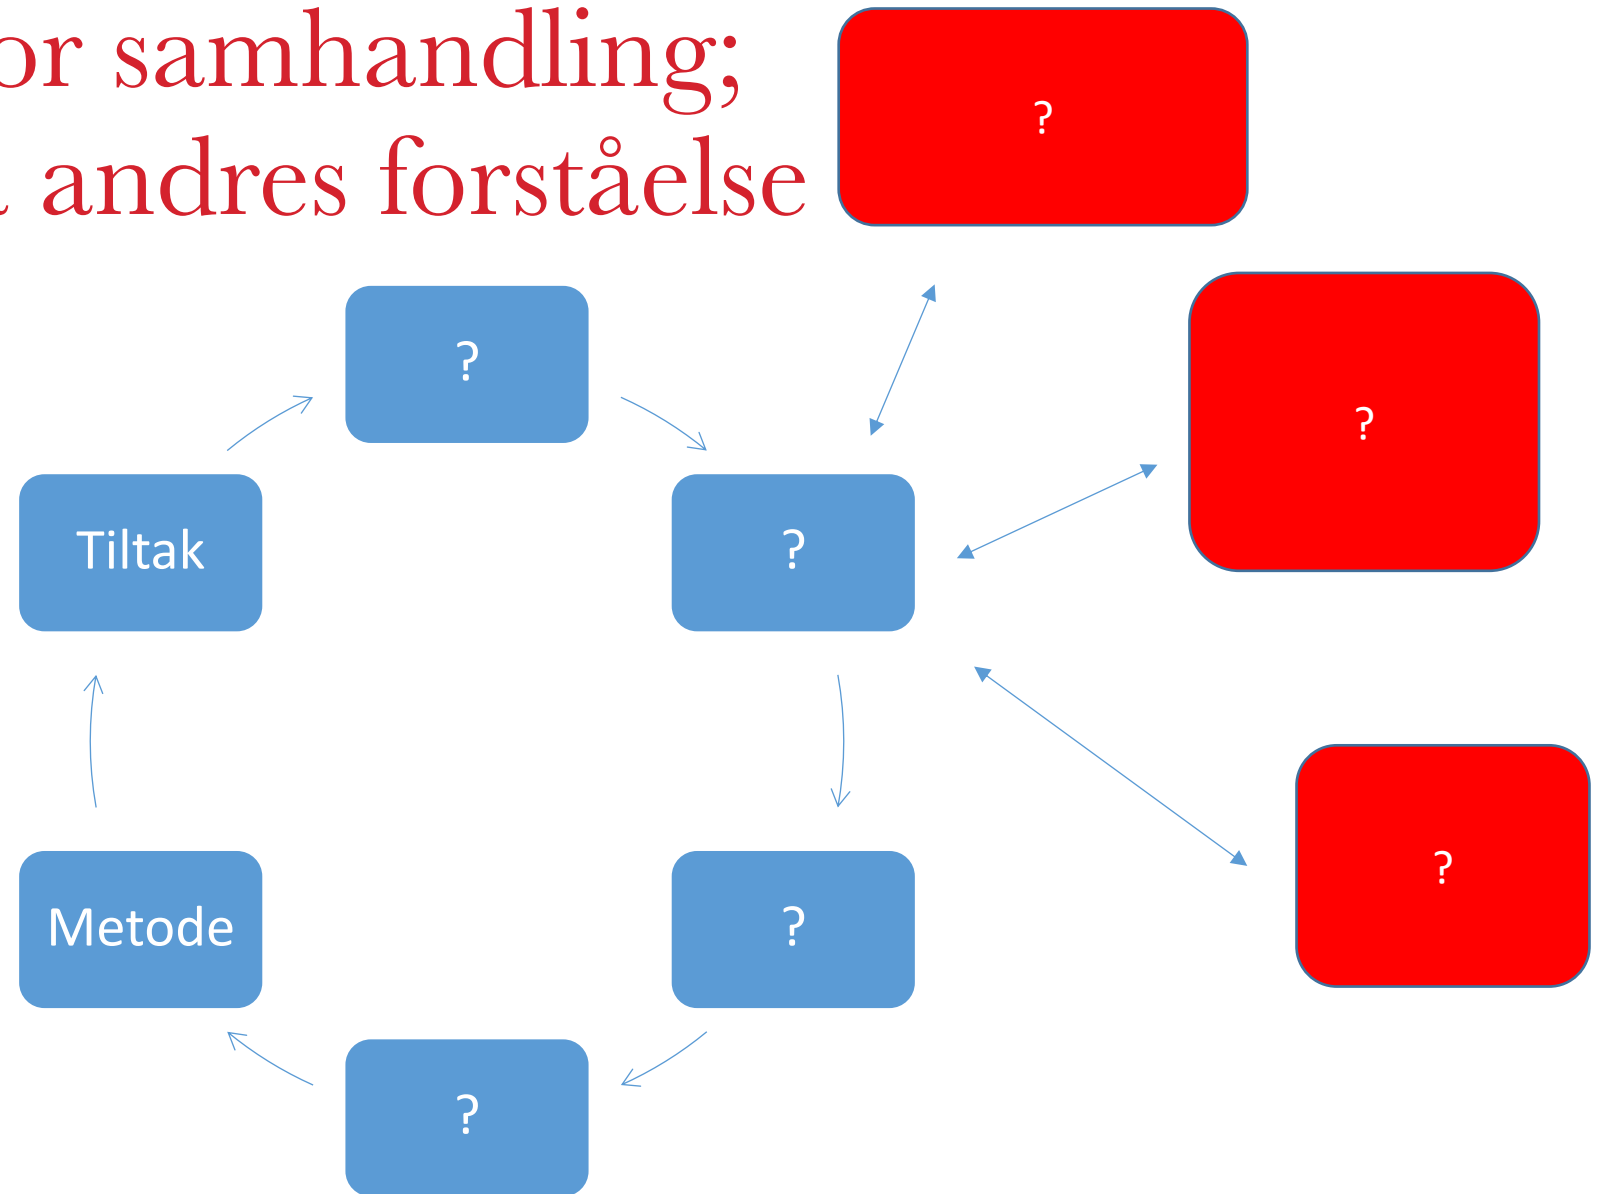 or samhandling;
andres forståelse
?
?
?
Tiltak
?
?
Metode
?
?